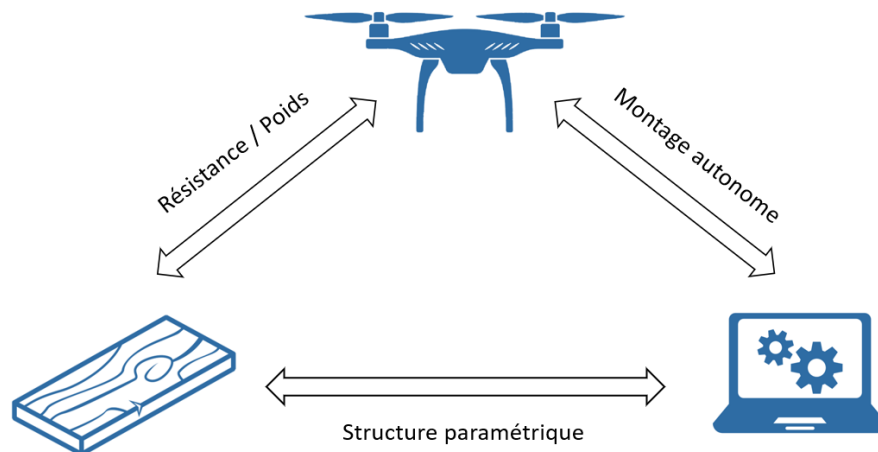 Résistance / Poids
Montage autonome
Structure paramétrique